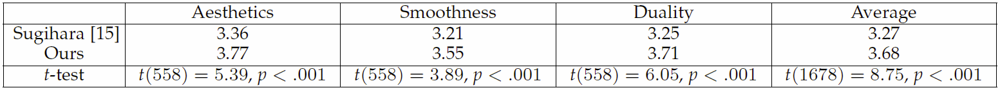 Aesthetics Smoothness Duality Average
Sugihara [15] 3.36 3.21 3.25 3.27
Ours 3.77 3.55 3.71 3.68
t-test t(558) = 5.39, p < .001 t(558) = 3.89, p < .001 t(558) = 6.05, p < .001 t(1678) = 8.75, p < .001